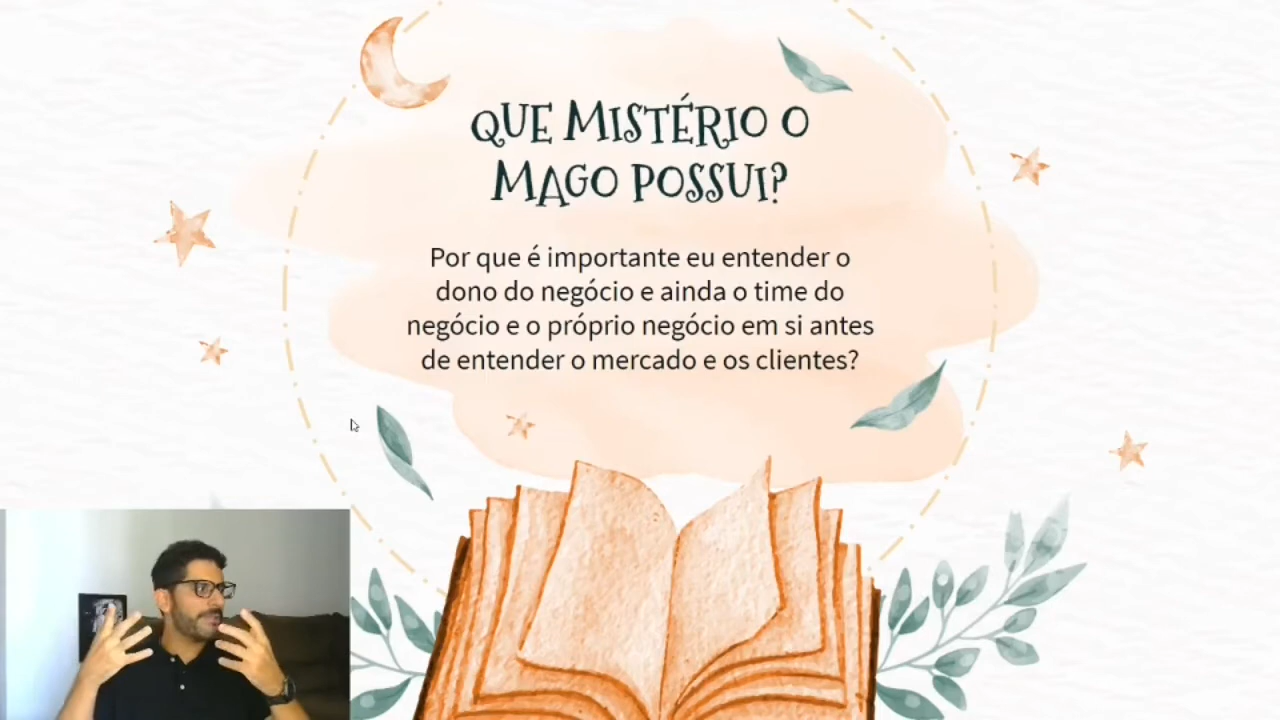 QUE MISTÉRIO O
MAGO POSSUI?
Por que é importante eu entender o
dono do negócio e ainda o time do
negócio e o próprio negócio em si antes
de entender o mercado e os clientes?